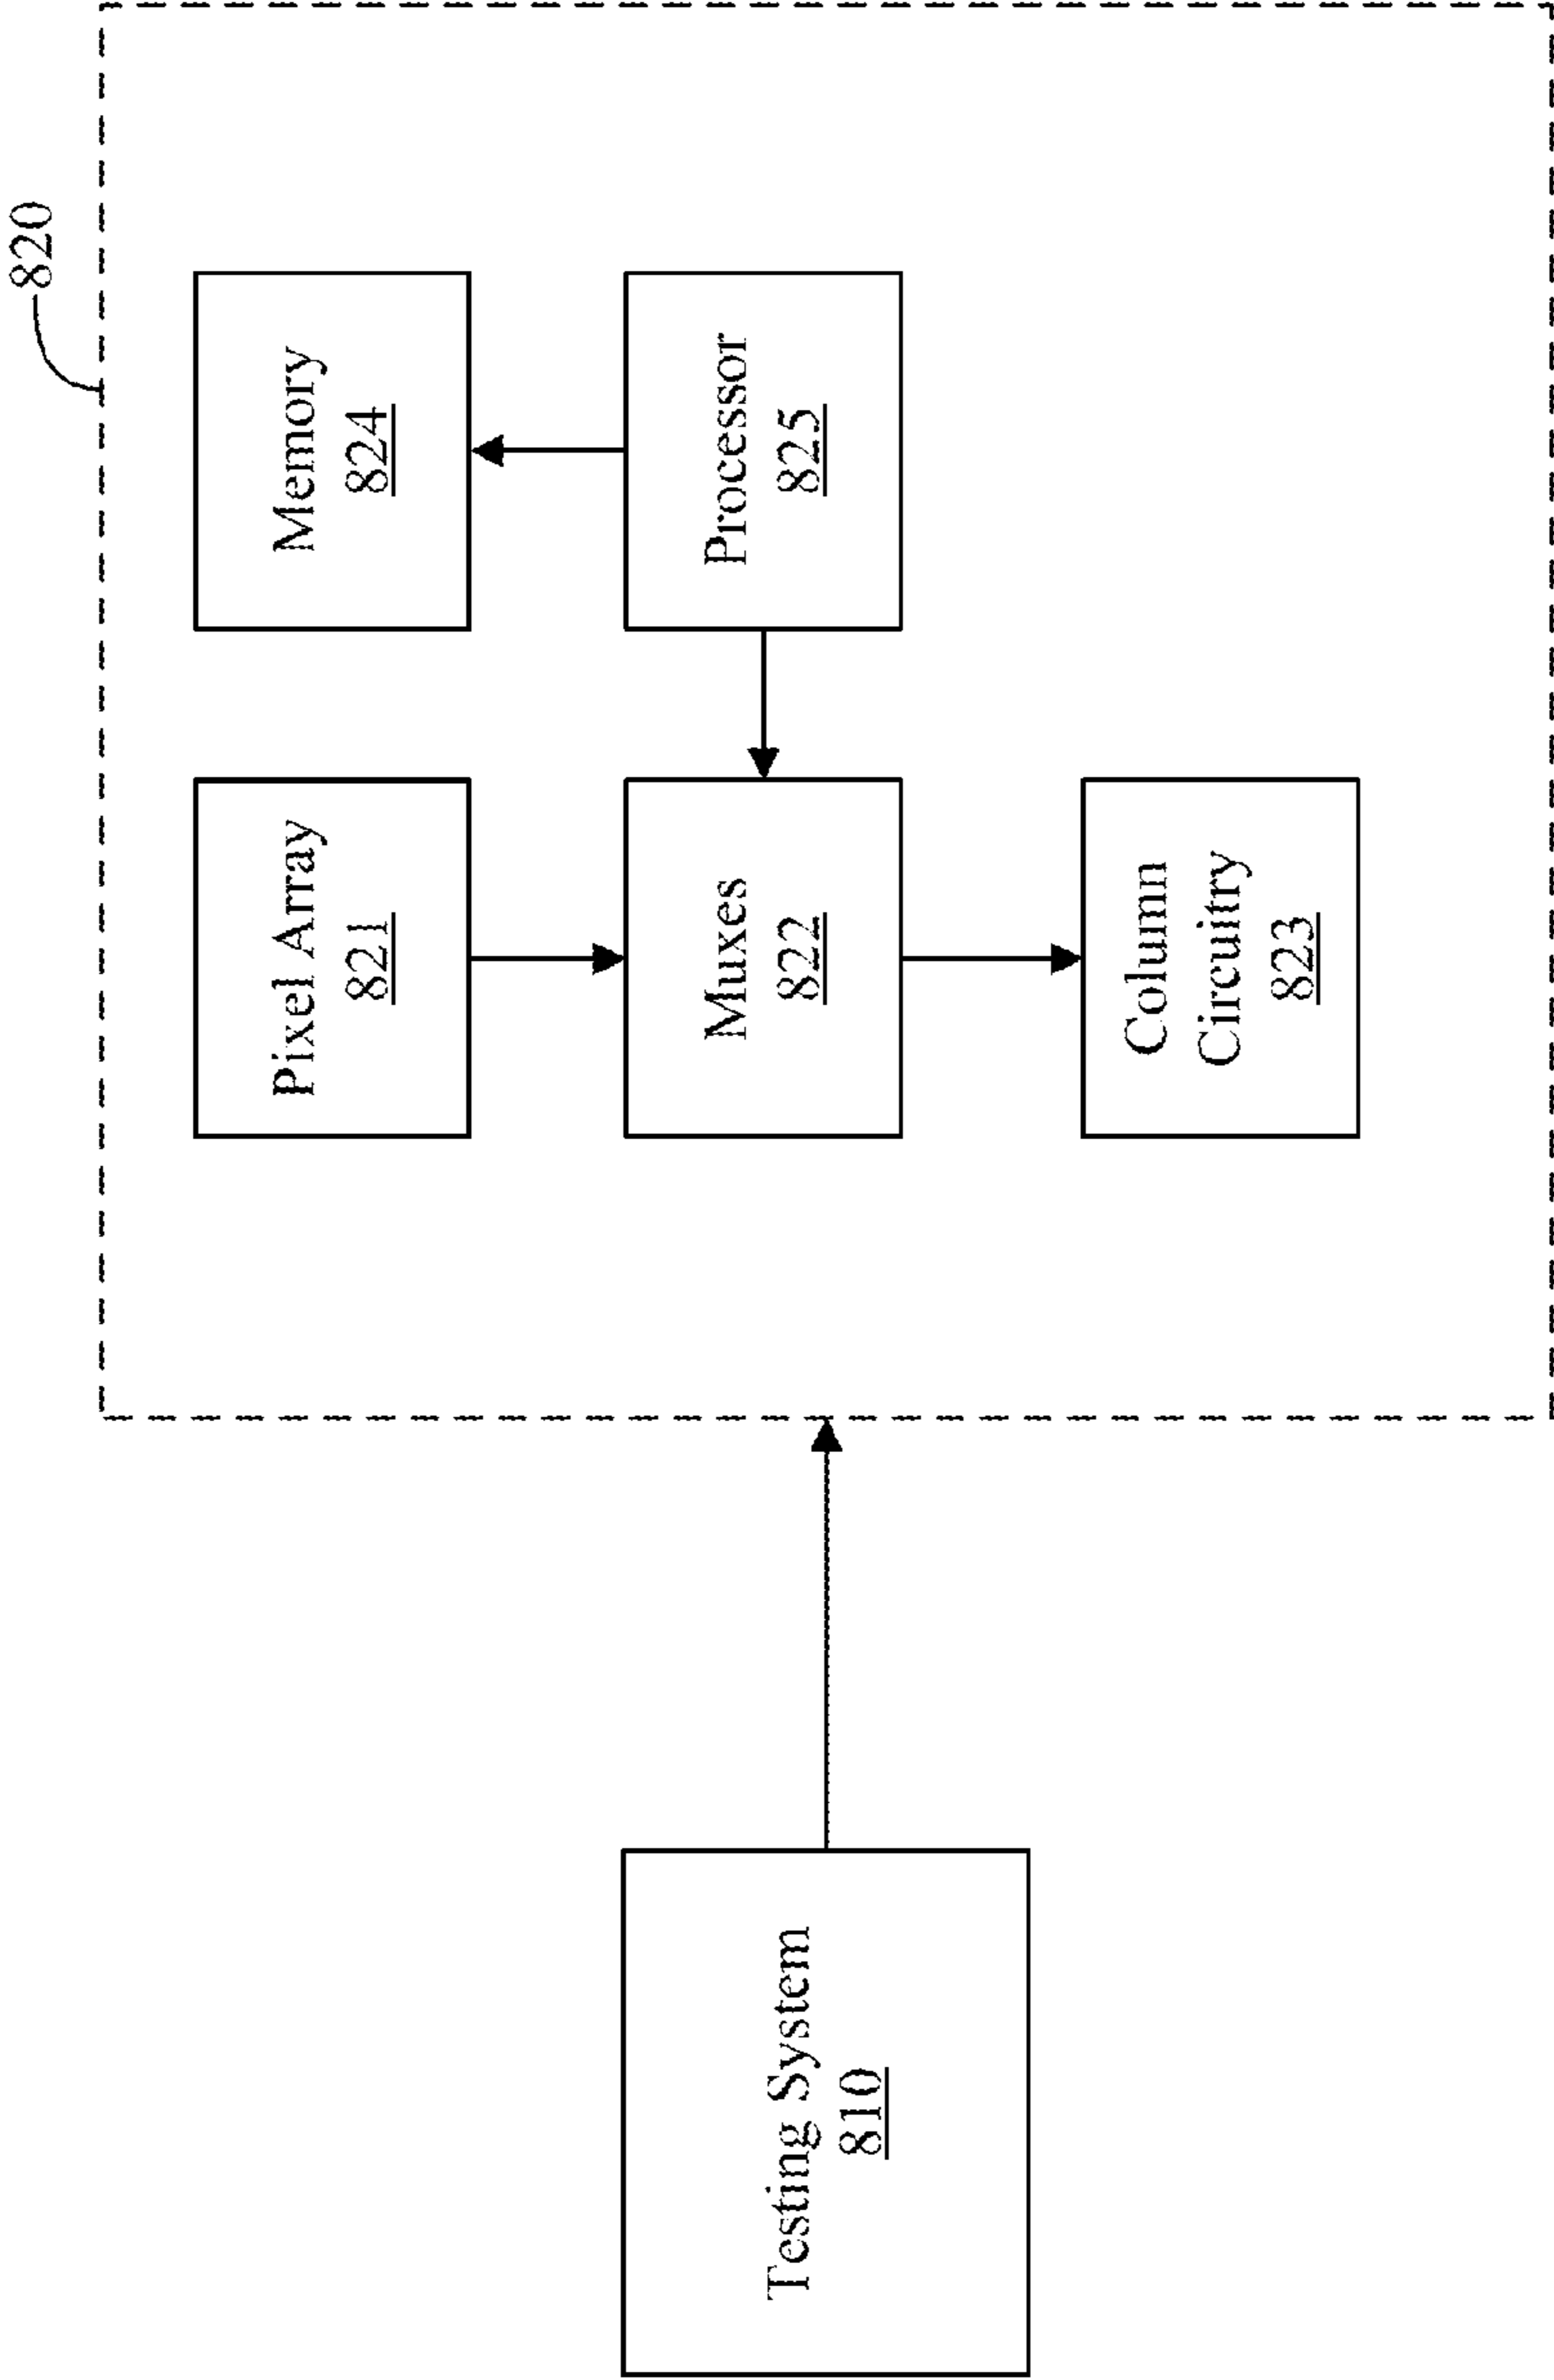 820
Pixel Array
821
Memory
824
Testing System
810
Muxes
822
Processor
825
Column
Circuitry
823